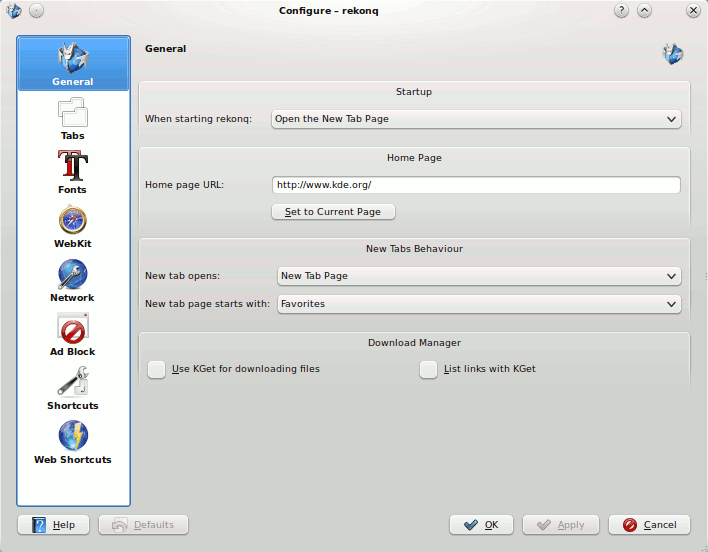 Configure – rekonq
?
General
Tabs
Fonts
WebKit
Network
Ad Block
Shortcuts
Web Shortcuts
General
Startup
When starting rekonq: Open the New Tab Page
Home Page
Home page URL: http://www.kde.org/
Set to Current Page
New Tabs Behaviour
New tab opens: New Tab Page
New tab page starts with: Favorites
Download Manager
Use KGet for downloading files List links with KGet
Help Defaults OK Apply Cancel